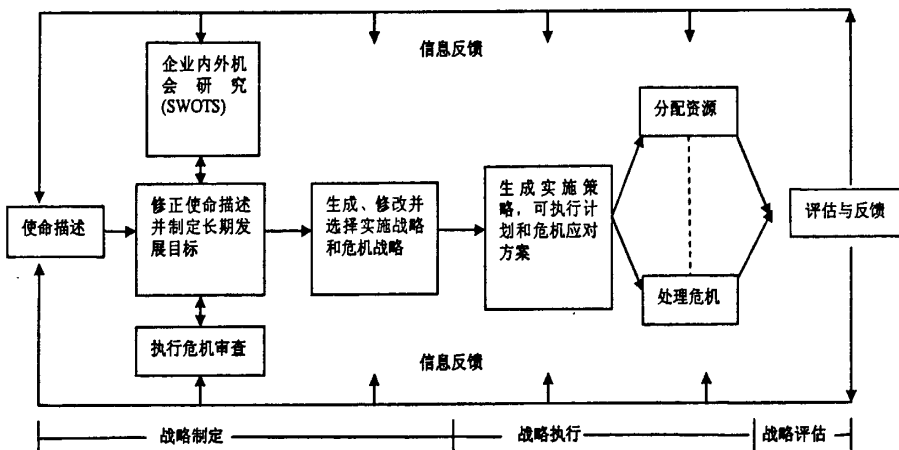 信息反馈
企业内外机
会研究
(SWOTS)
分配资源
使命描述
修正使命描述
并制定长期发
展目标
生成、修改并
选择实施战略
和危机战略
生成实施策
略，可执行计
划和危机应对
方案
评估与反馈
处理危机
执行危机审查
信息反馈
战略制定
战略执行
战略评估